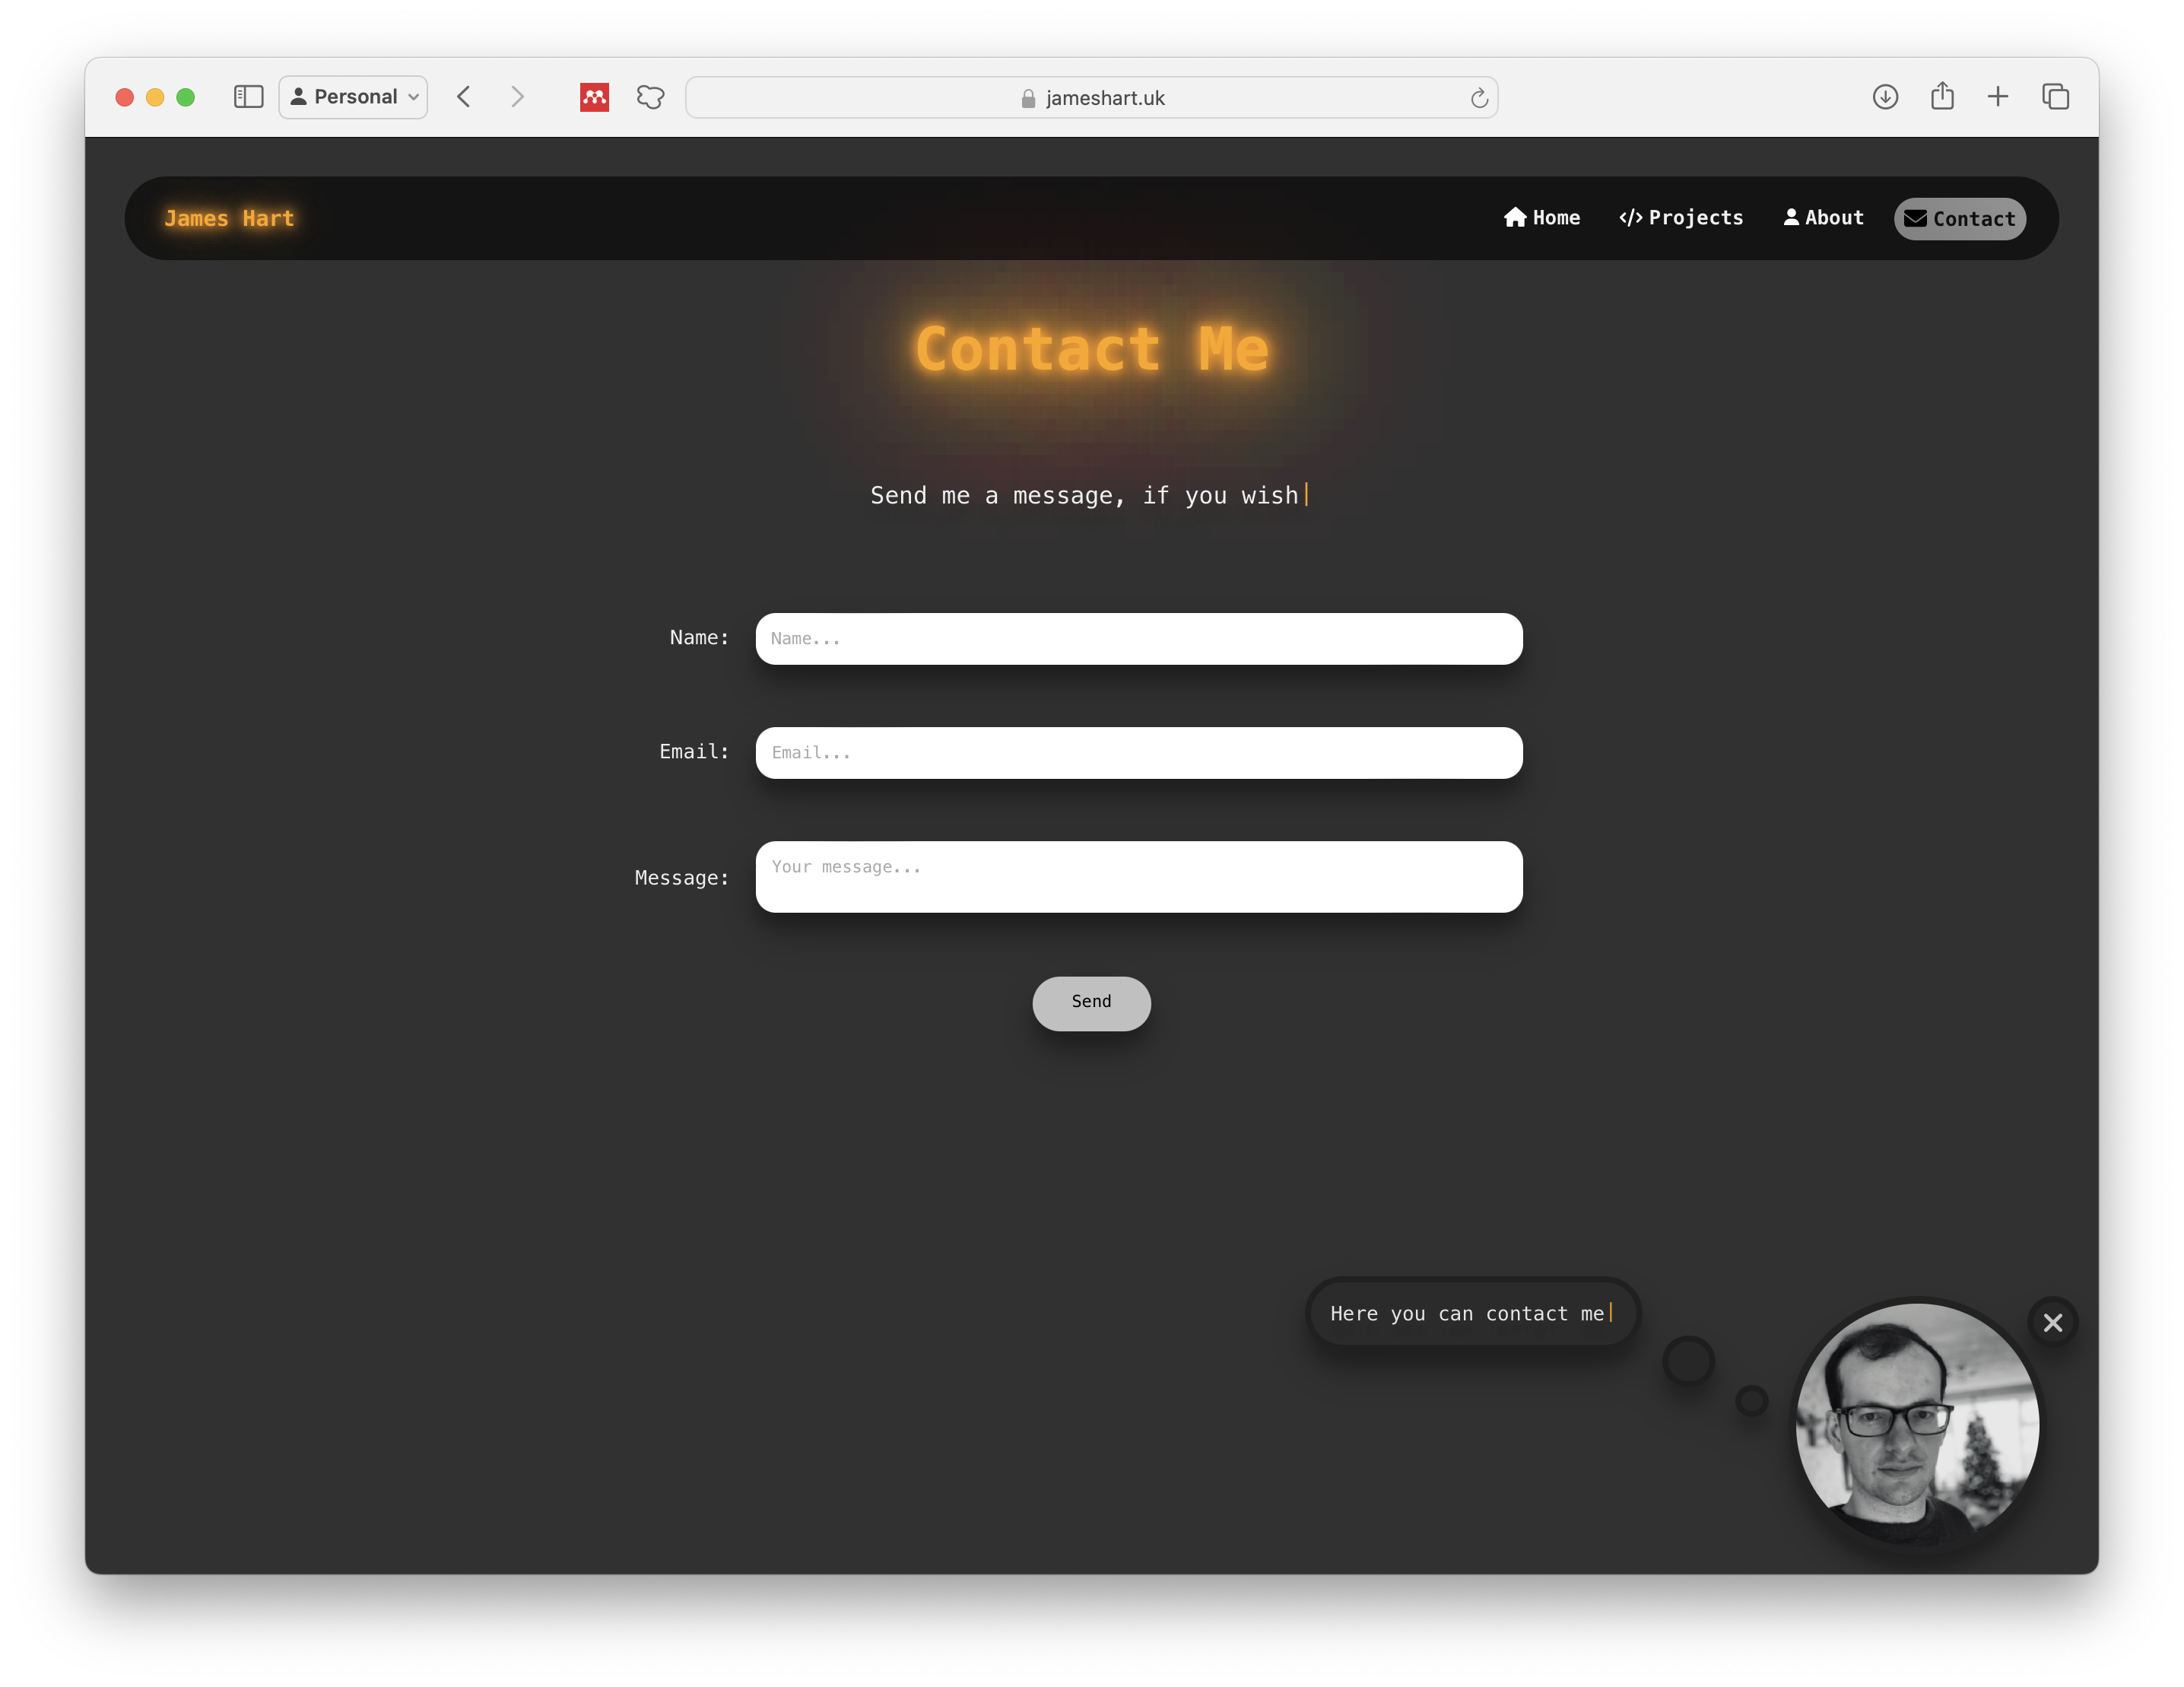 Personal
jameshart.uk
James Hart
Home Projects About Contact
Contact Me
Send me a message, if you wish
Name: Name...
Email: Email...
Message: Your message...
Send
Here you can contact me